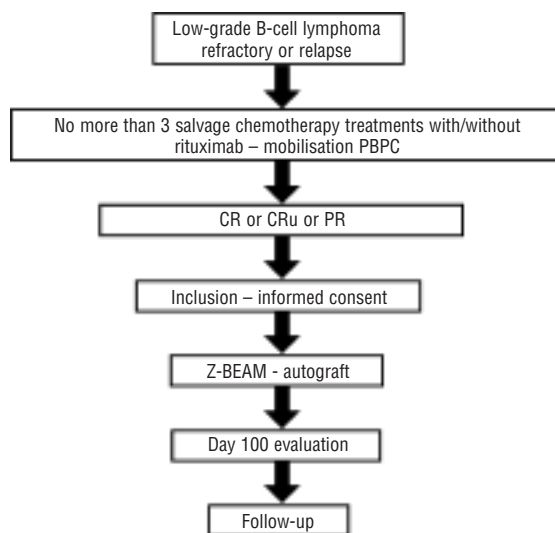 Low-grade B-cell lymphoma
refractory or relapse
No more than 3 salvage chemotherapy treatments with/without
rituximab – mobilisation PBPC
CR or CRu or PR
Inclusion – informed consent
Z-BEAM - autograft
Day 100 evaluation
Follow-up